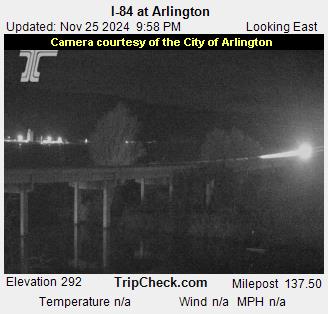 I-84 at Arlington
Updated: Nov 25 2024 9:58 PM Looking East
Camera courtesy of the City of Arlington
Elevation 292 TripCheck.com Milepost 137.50
Temperature n/a Wind n/a MPH n/a